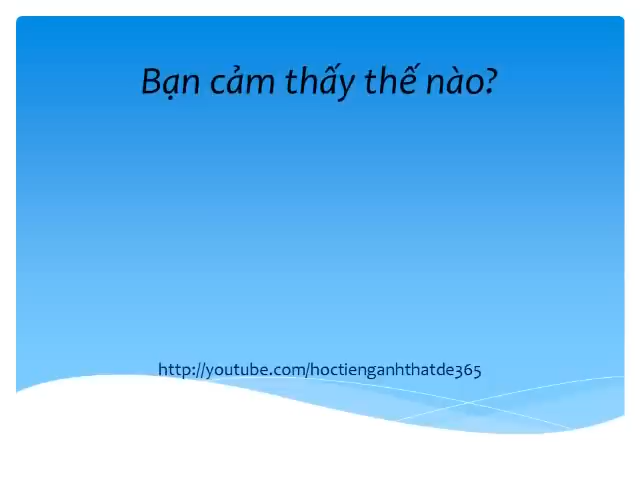 Bạn cảm thấy thế nào?
http://youtube.com/hoctienganhthatde365